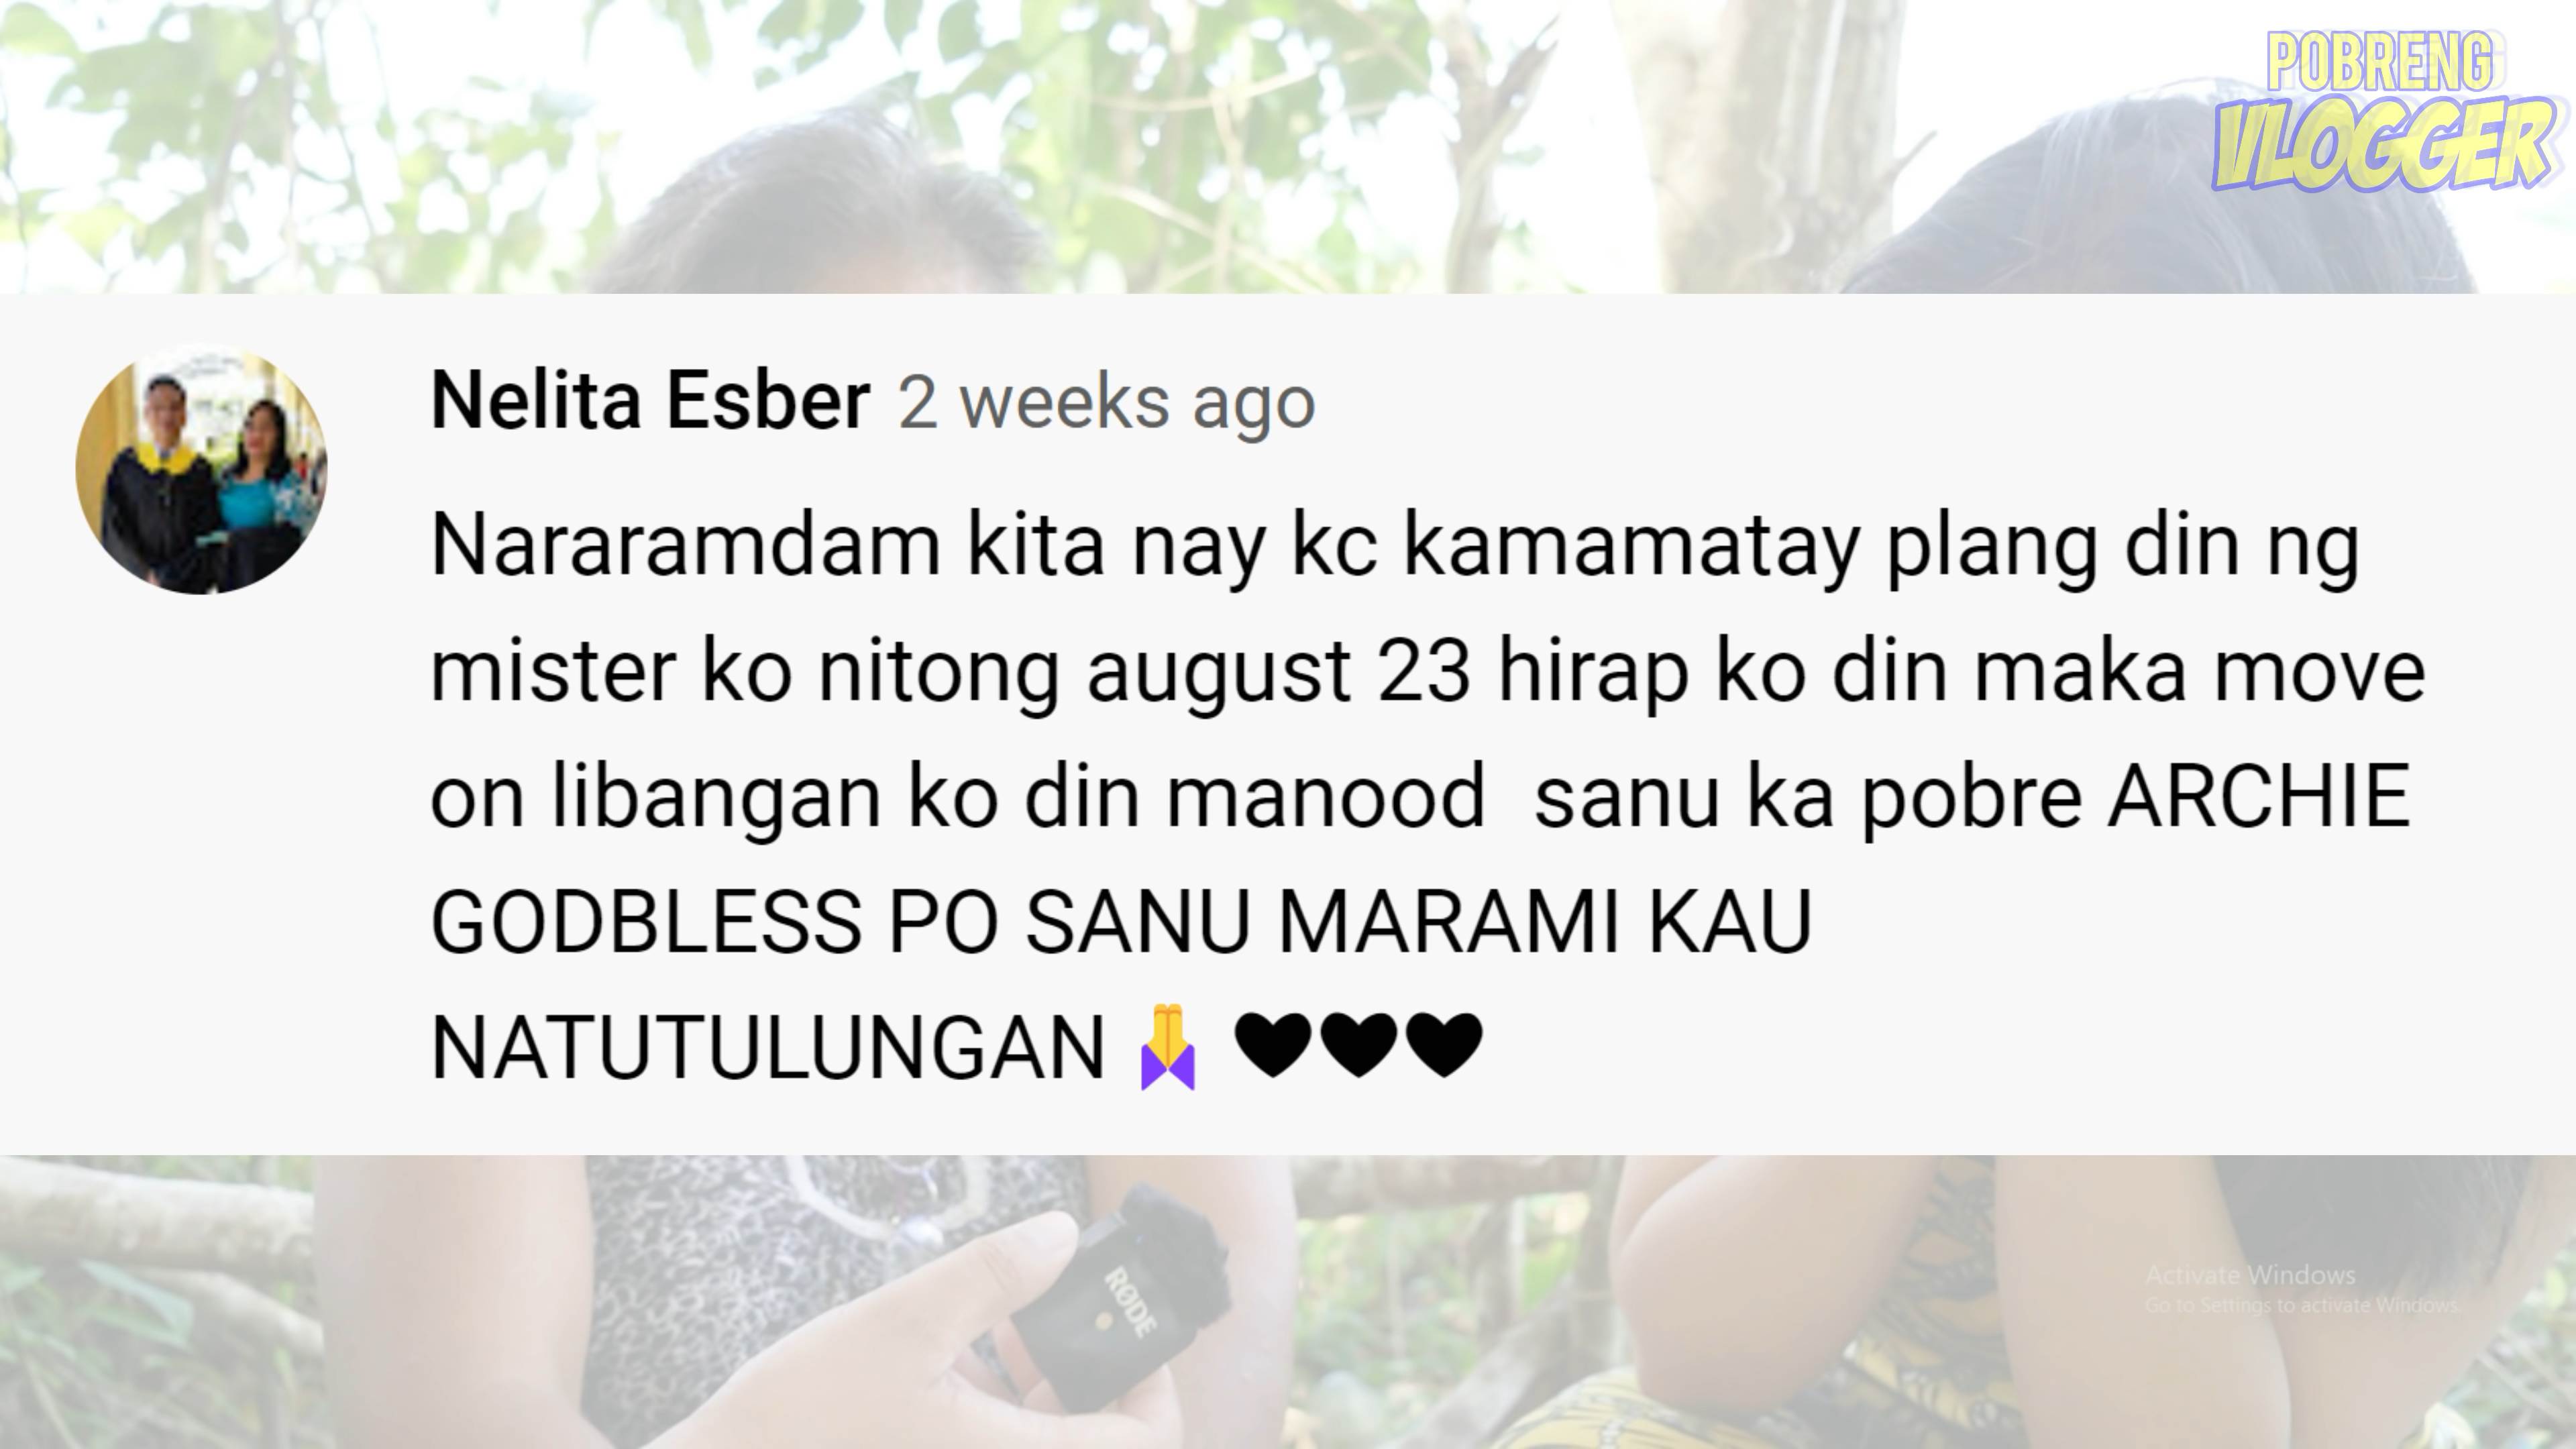 POBRENG
VLOGGER
Nelita Esber 2 weeks ago
Nararamdam kita nay kc kamamatay plang din ng
mister ko nitong august 23 hirap ko din maka move
on libangan ko din manood  sanu ka pobre ARCHIE
GODBLESS PO SANU MARAMI KAU
NATUTULUNGAN 🙏 🖤🖤🖤
RØDE
Activate Windows
Go to Settings to activate Windows.